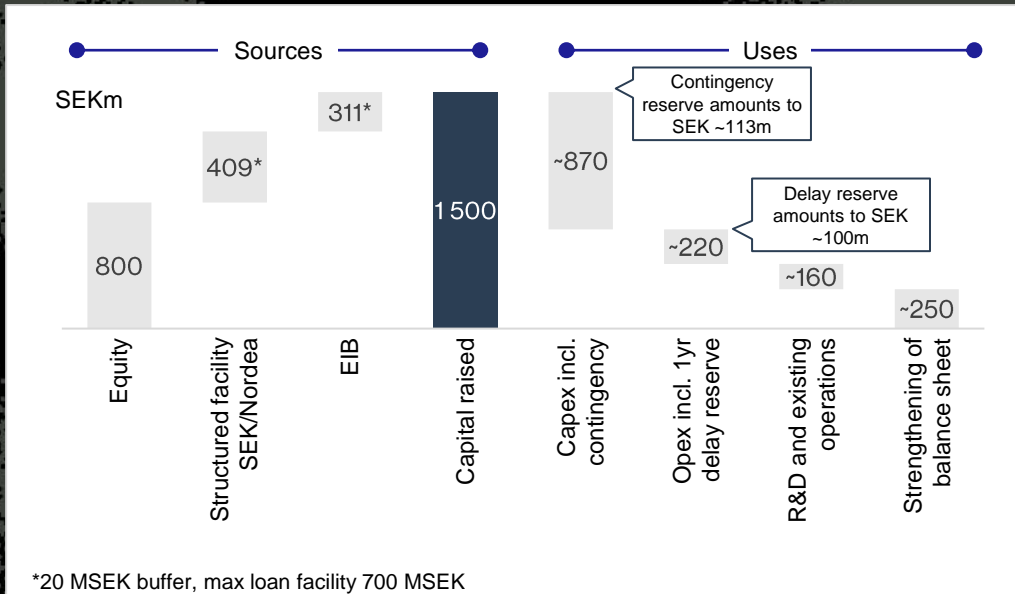 Sources
Uses
SEKm
800
409*
311*
1 500
~870
~220
~160
~250
Contingency
reserve amounts to
SEK ~113m
Delay reserve
amounts to SEK
~100m
Equity
Structured facility
SEK/Nordea
EIB
Capital raised
Capex incl.
contingency
Opex incl. 1yr
delay reserve
R&D and existing
operations
Strengthening of
balance sheet
*20 MSEK buffer, max loan facility 700 MSEK